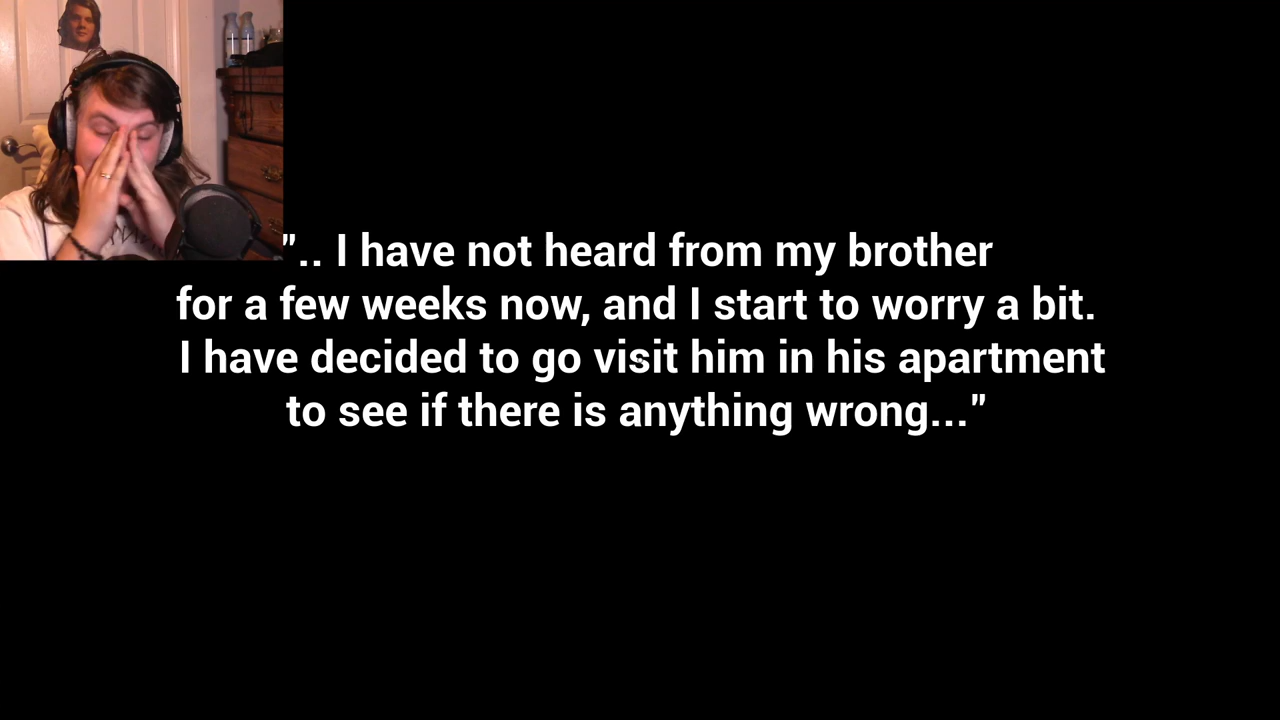 ".. I have not heard from my brother
for a few weeks now, and I start to worry a bit.
I have decided to go visit him in his apartment
to see if there is anything wrong..."